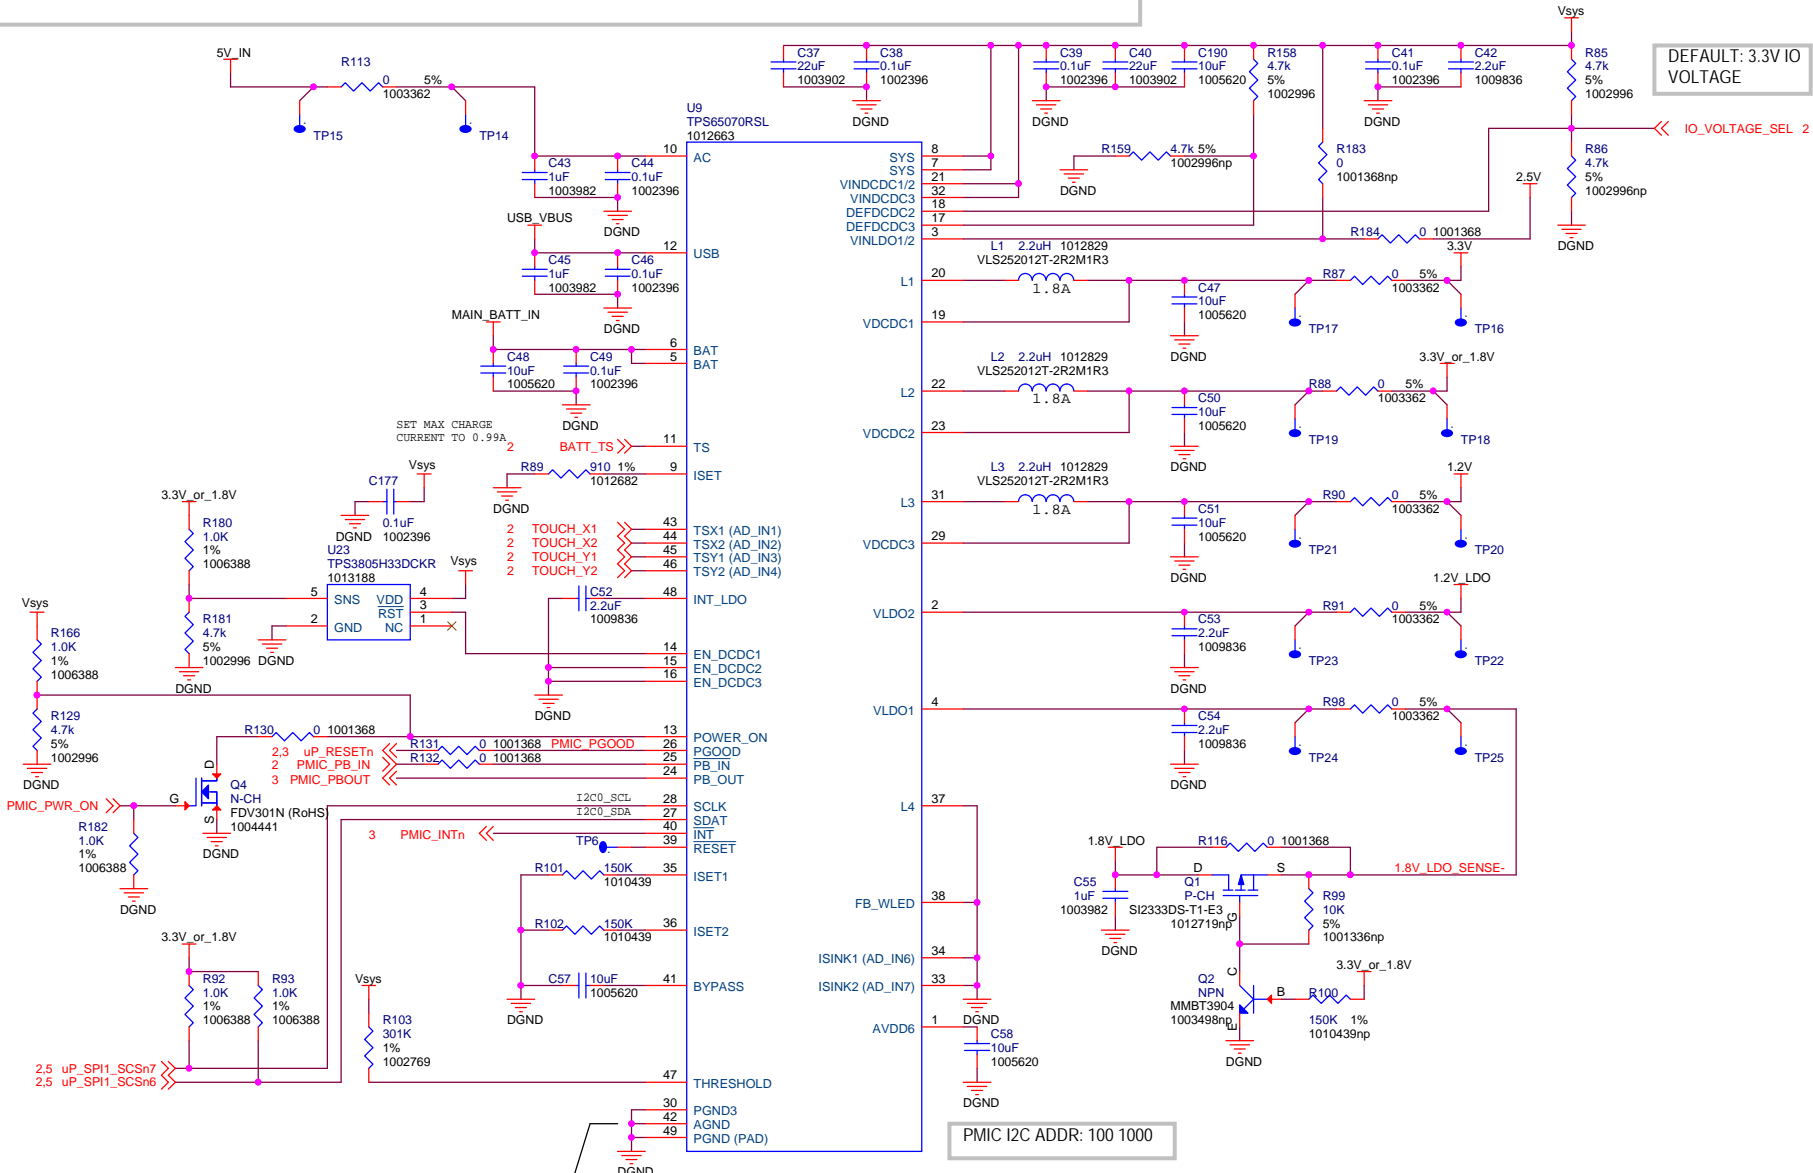 Vsys
DEFAULT: 3.3V IO
VOLTAGE
5V_IN
R113
0 5%
1003362
TP15
TP14
C37
22uF
1003902
C38
0.1uF
1002396
DGND
C39
0.1uF
1002396
C40
22uF
1003902
C190
10uF
1005620
DGND
R158
4.7k
5%
1002996
C41
0.1uF
1002396
C42
2.2uF
1009836
DGND
R85
4.7k
5%
1002996
IO_VOLTAGE_SEL 2
R86
4.7k
5%
1002996np
DGND
R159 4.7k 5%
1002996np
DGND
R183
0
1001368np
2.5V
R184 0 1001368
U9
TPS65070RSL
1012663
10 AC
C43
1uF
1003982
C44
0.1uF
1002396
DGND
USB_VBUS
12 USB
C45
1uF
1003982
C46
0.1uF
1002396
DGND
MAIN_BATT_IN
6 BAT
5 BAT
C48
10uF
1005620
C49
0.1uF
1002396
DGND
SET MAX CHARGE
CURRENT TO 0.99A
2 BATT_TS 11 TS
R89 910 1% 9 ISET
1012682
DGND
2 TOUCH_X1 43 TSX1 (AD_IN1)
2 TOUCH_X2 44 TSX2 (AD_IN2)
2 TOUCH_Y1 45 TSY1 (AD_IN3)
2 TOUCH_Y2 46 TSY2 (AD_IN4)
C52
2.2uF
1009836
48 INT_LDO
14 EN_DCDC1
15 EN_DCDC2
16 EN_DCDC3
DGND
Vsys
C177
0.1uF
1002396
DGND
3.3V_or_1.8V
R180
1.0K
1%
1006388
U23
TPS3805H33DCKR
1013188
5 SNS VDD 4
RST 3
2 GND NC 1
Vsys
DGND
R181
4.7k
5%
1002996
DGND
Vsys
R166
1.0K
1%
1006388
R129
4.7k
5%
1002996
DGND
R130 0 1001368 13 POWER_ON
2,3 uP_RESETn R131 0 1001368 PMIC_PGOOD 26 PGOOD
2 PMIC_PB_IN R132 0 1001368 25 PB_IN
3 PMIC_PBOUT 24 PB_OUT
PMIC_PWR_ON
G
D
S
Q4
N-CH
FDV301N (RoHS)
1004441
DGND
R182
1.0K
1%
1006388
DGND
I2C0_SCL 28 SCLK
I2C0_SDA 27 SDAT
3 PMIC_INTn 40 INT
TP6 39 RESET
R101 150K 35 ISET1
1010439
R102 150K 36 ISET2
1010439
C57 10uF 41 BYPASS
1005620
DGND
3.3V_or_1.8V
R92
1.0K
1%
1006388
R93
1.0K
1%
1006388
2,5 uP_SPI1_SCSn7
2,5 uP_SPI1_SCSn6
Vsys
R103
301K
1%
1002769
47 THRESHOLD
30 PGND3
42 AGND
49 PGND (PAD)
DGND
SYS 8
SYS 7
VINDCDC1/2 21
VINDCDC3 32
DEFDCDC2 18
DEFDCDC3 17
VINLDO1/2 3
L1 2.2uH 1012829
VLS252012T-2R2M1R3
L1 20
1.8A
VDCDC1 19
C47
10uF
1005620
DGND
R87 0 5%
1003362
3.3V
TP17
TP16
L2 2.2uH 1012829
VLS252012T-2R2M1R3
L2 22
1.8A
VDCDC2 23
C50
10uF
1005620
DGND
R88 0 5%
1003362
3.3V_or_1.8V
TP19
TP18
L3 2.2uH 1012829
VLS252012T-2R2M1R3
L3 31
1.8A
VDCDC3 29
C51
10uF
1005620
DGND
R90 0 5%
1003362
1.2V
TP21
TP20
VLDO2 2
C53
2.2uF
1009836
DGND
R91 0 5%
1003362
1.2V_LDO
TP23
TP22
VLDO1 4
C54
2.2uF
1009836
DGND
R98 0 5%
1003362
TP24
TP25
L4 37
FB_WLED 38
ISINK1 (AD_IN6) 34
ISINK2 (AD_IN7) 33
DGND
AVDD6 1
C58
10uF
1005620
DGND
1.8V_LDO
R116 0 1001368
1.8V_LDO_SENSE-
C55
1uF
1003982
DGND
D
S
G
Q1
P-CH
SI2333DS-T1-E3
1012719np
R99
10K
5%
1001336np
3.3V_or_1.8V
C
B
E
Q2
NPN
MMBT3904
1003498np
R100
150K 1%
1010439np
DGND
PMIC I2C ADDR: 100 1000